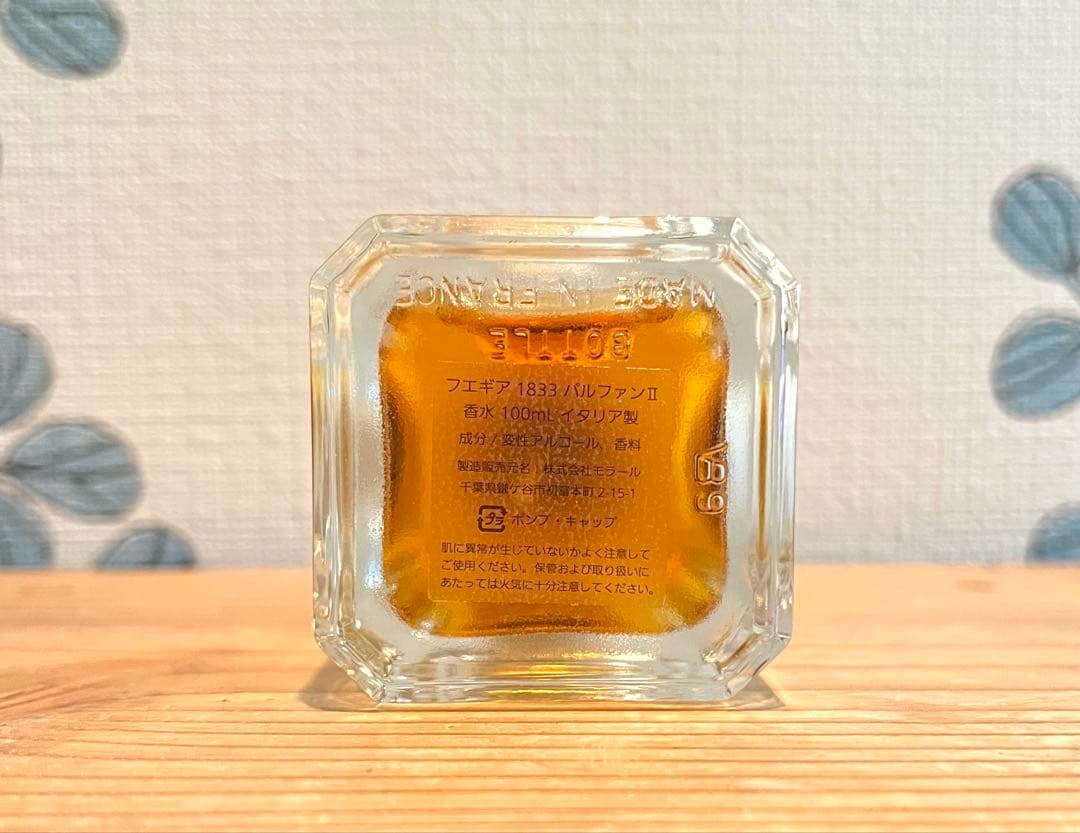 MADE IN FRANCE
BOTTLE
フエギア 1833 パルファンⅡ
香水 100mL イタリア製
成分 / 変性アルコール、香料
製造販売元名：株式会社モラール
千葉県鎌ケ谷市初富本町 2-15-1
プラ ポンプ・キャップ
肌に異常が生じていないかよく注意して
ご使用ください。保管および取り扱いに
あたっては火気に十分注意してください。